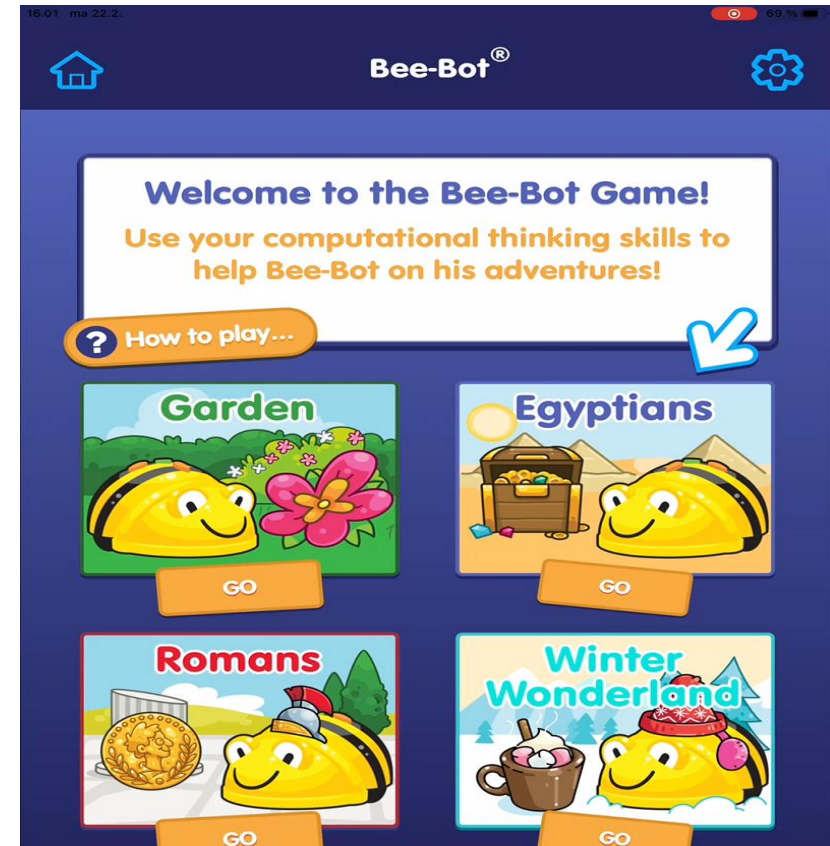 16.01 ma 22.2.
69 %
Bee-Bot®
Welcome to the Bee-Bot Game!
Use your computational thinking skills to
help Bee-Bot on his adventures!
? How to play...
Garden
Egyptians
GO
GO
Romans
Winter
Wonderland
GO
GO